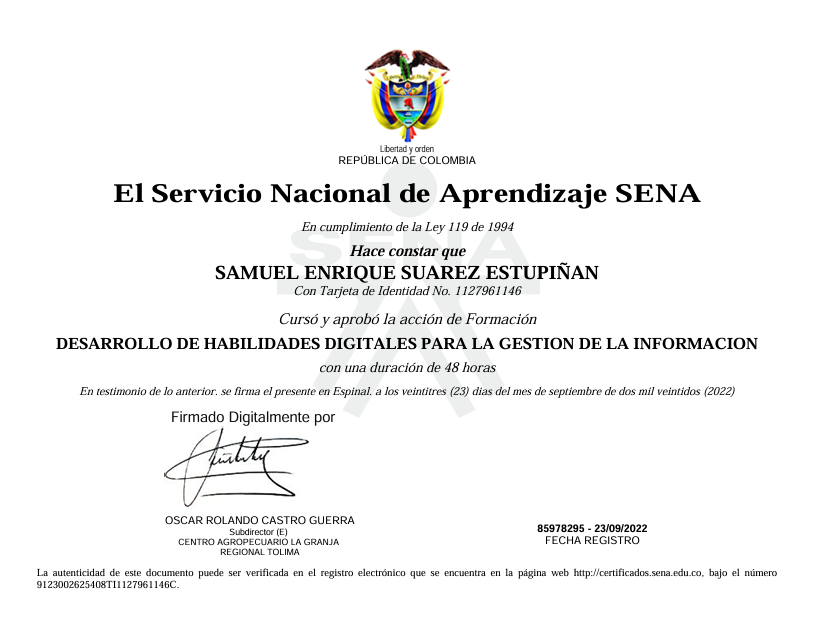 Libertad y orden
REPÚBLICA DE COLOMBIA
El Servicio Nacional de Aprendizaje SENA
En cumplimiento de la Ley 119 de 1994
SENA
Hace constar que
SAMUEL ENRIQUE SUAREZ ESTUPIÑAN
Con Tarjeta de Identidad No. 1127961146
Cursó y aprobó la acción de Formación
DESARROLLO DE HABILIDADES DIGITALES PARA LA GESTION DE LA INFORMACION
con una duración de 48 horas
En testimonio de lo anterior. se firma el presente en Espinal. a los veintitres (23) dias del mes de septiembre de dos mil veintidos (2022)
Firmado Digitalmente por
OSCAR ROLANDO CASTRO GUERRA
Subdirector (E)
CENTRO AGROPECUARIO LA GRANJA
REGIONAL TOLIMA
85978295 - 23/09/2022
FECHA REGISTRO
La autenticidad de este documento puede ser verificada en el registro electrónico que se encuentra en la página web http://certificados.sena.edu.co, bajo el número
9123002625408TI1127961146C.